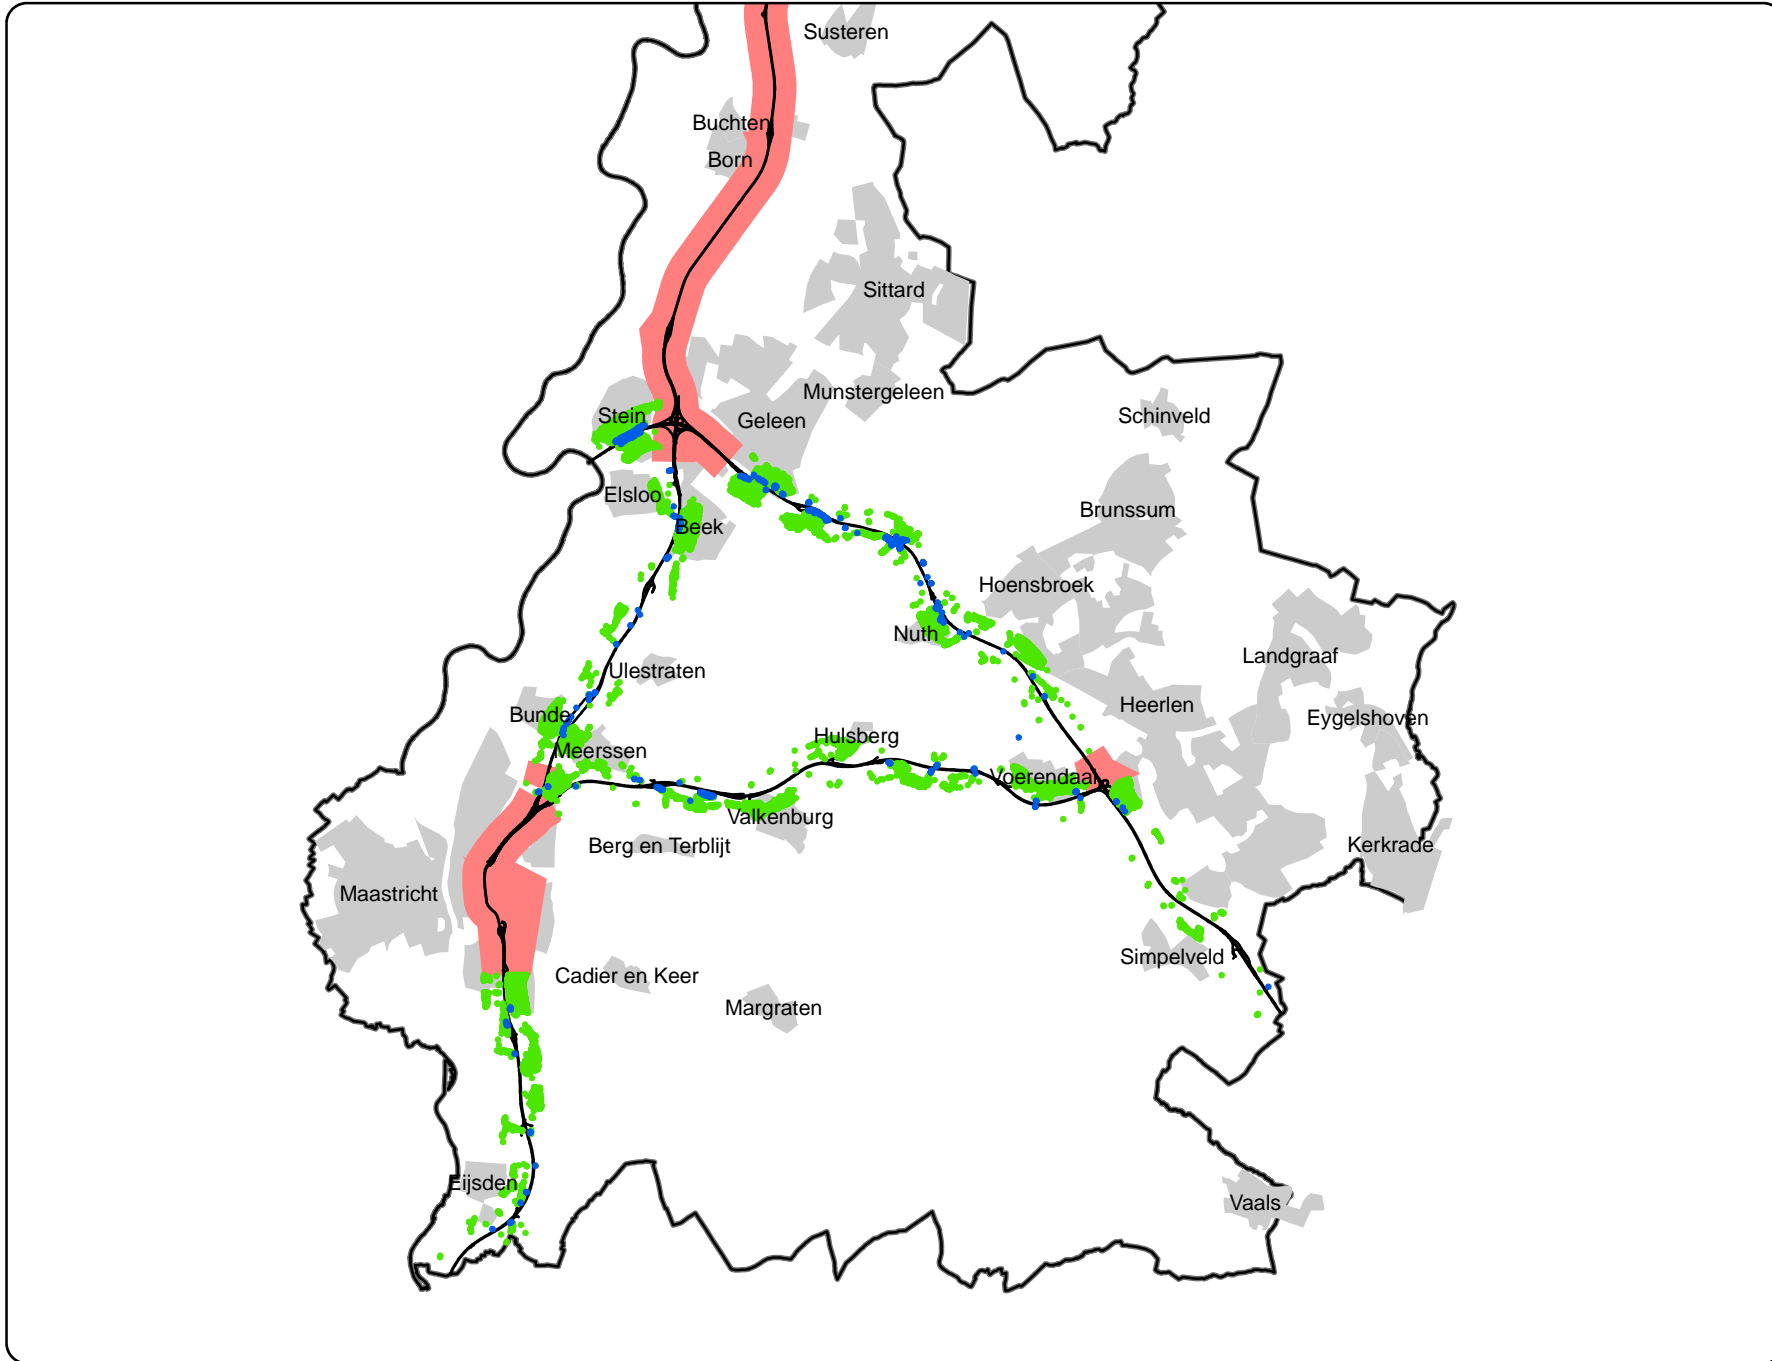 Susteren
Buchten
Born
Sittard
Munstergeleen
Stein
Geleen
Schinveld
Elsloo
Brunssum
Beek
Hoensbroek
Nuth
Landgraaf
Ulestraten
Heerlen
Bunde
Eygelshoven
Hulsberg
Meerssen
Voerendaal
Valkenburg
Berg en Terblijt
Kerkrade
Maastricht
Simpelveld
Cadier en Keer
Margraten
Eijsden
Vaals